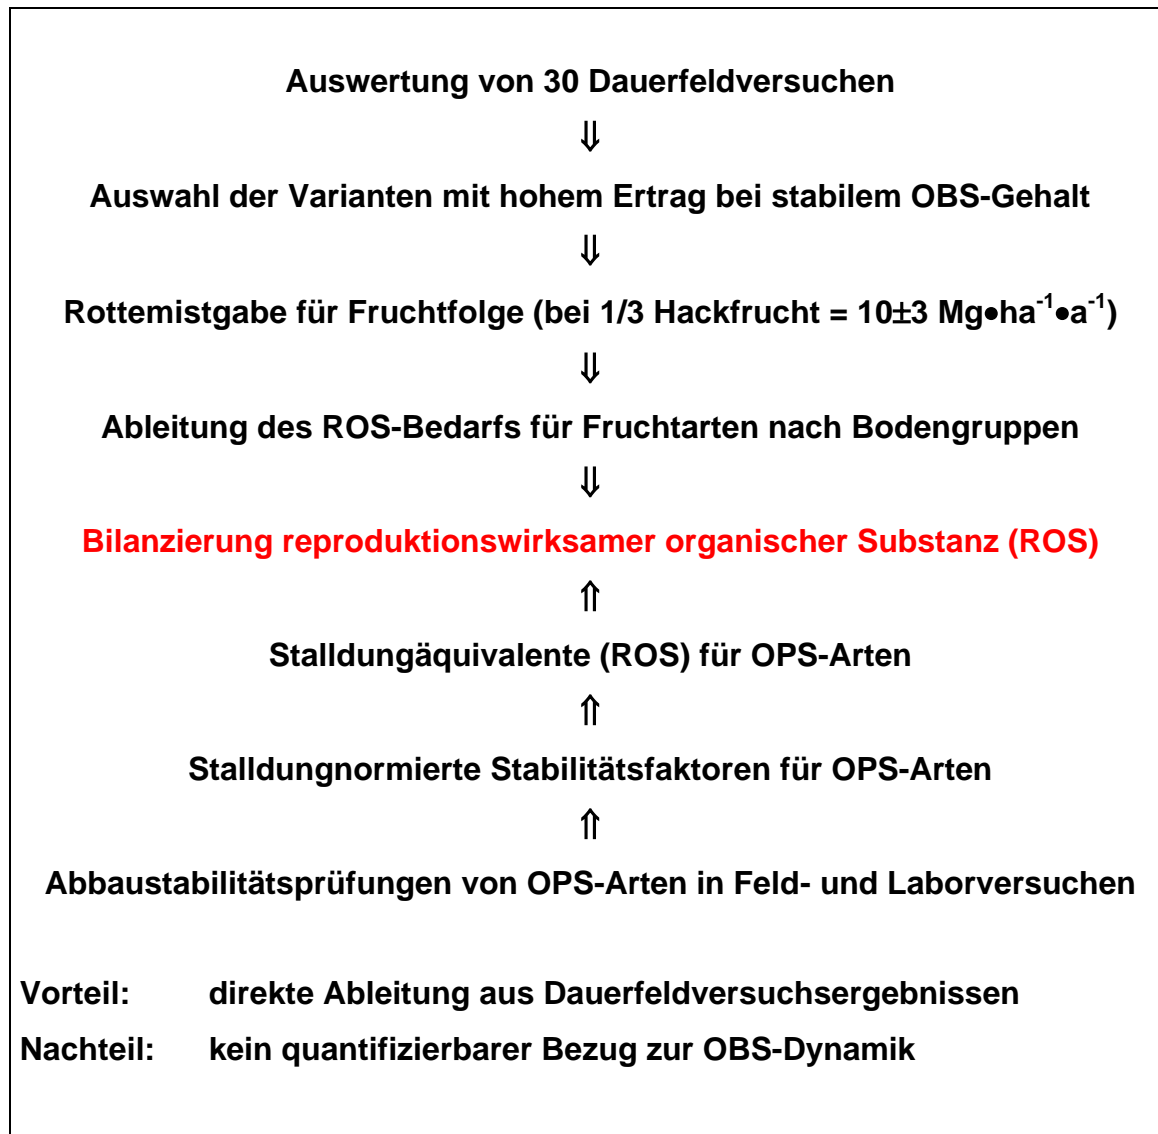 Auswertung von 30 Dauerfeldversuchen
⇓
Auswahl der Varianten mit hohem Ertrag bei stabilem OBS-Gehalt
⇓
Rottemistgabe für Fruchtfolge (bei 1/3 Hackfrucht = 10±3 Mg•ha⁻¹•a⁻¹)
⇓
Ableitung des ROS-Bedarfs für Fruchtarten nach Bodengruppen
⇓
Bilanzierung reproduktionswirksamer organischer Substanz (ROS)
⇑
Stalldungäquivalente (ROS) für OPS-Arten
⇑
Stalldungnormierte Stabilitätsfaktoren für OPS-Arten
⇑
Abbaustabilitätsprüfungen von OPS-Arten in Feld- und Laborversuchen
Vorteil: direkte Ableitung aus Dauerfeldversuchsergebnissen
Nachteil: kein quantifizierbarer Bezug zur OBS-Dynamik